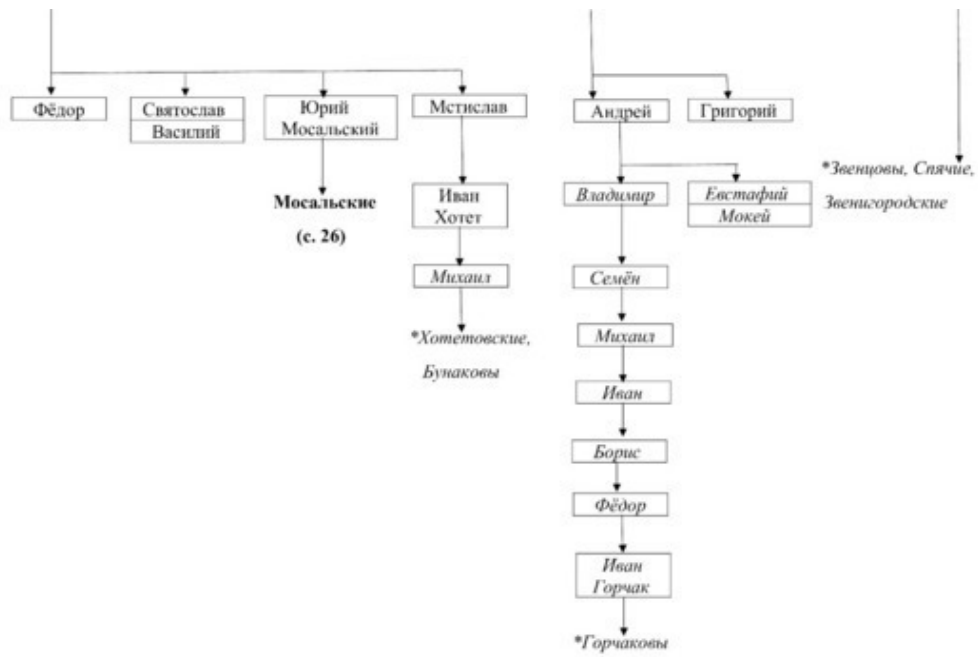 Фёдор
Святослав
Василий
Юрий
Мосальский
Мстислав
Андрей
Григорий
*Звенцовы, Спячие,
Звенигородские
Мосальские
(с. 26)
Иван
Хотет
Владимир
Евстафий
Мокей
Михаил
*Хотетовские,
Бунаковы
Семён
Михаил
Иван
Борис
Фёдор
Иван
Горчак
*Горчаковы